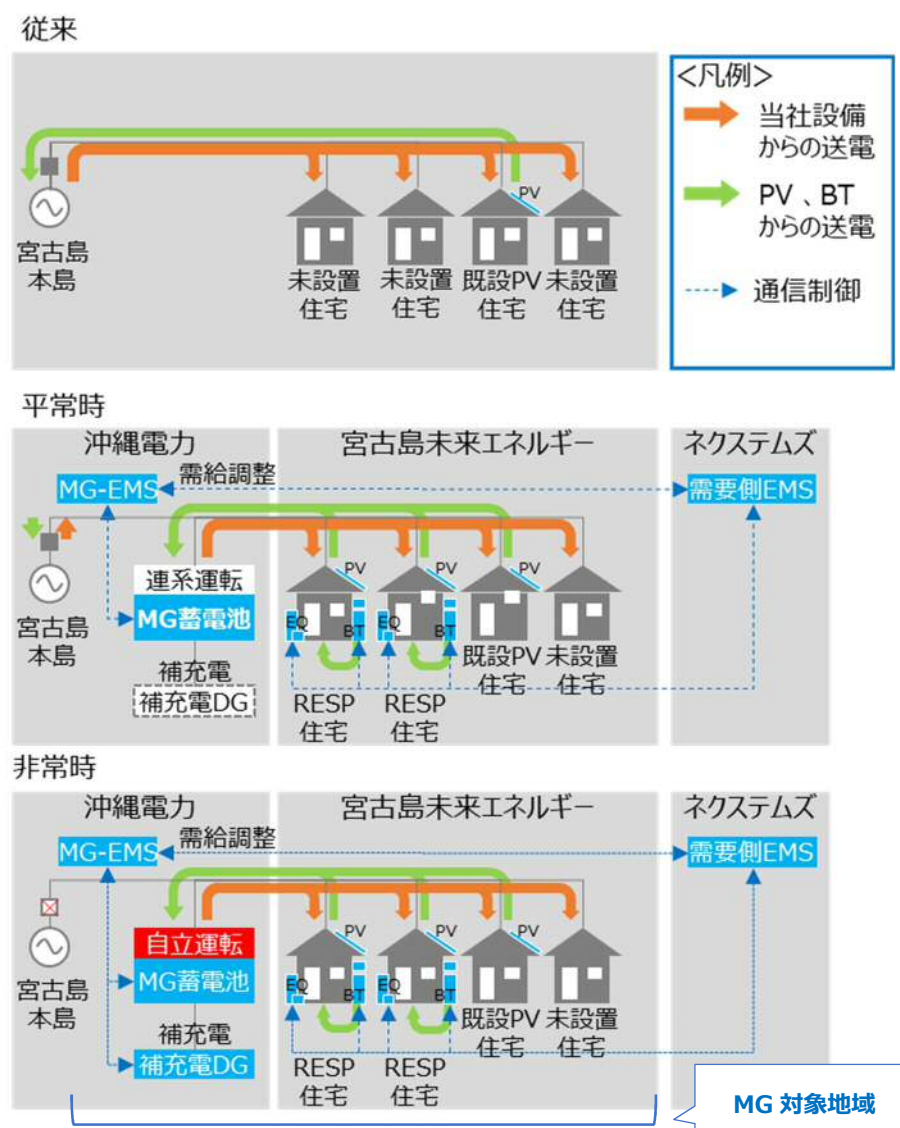 従来
<凡例>
当社設備
からの送電
PV 、BT
からの送電
通信制御
宮古島
本島
PV
未設置
住宅
未設置
住宅
既設PV
住宅
未設置
住宅
平常時
沖縄電力
宮古島未来エネルギー
ネクステムズ
MG-EMS
需給調整
需要側EMS
宮古島
本島
連系運転
MG蓄電池
補充電
補充電DG
PV
PV
PV
EQ
BT
EQ
BT
RESP
住宅
RESP
住宅
既設PV
住宅
未設置
住宅
非常時
沖縄電力
宮古島未来エネルギー
ネクステムズ
MG-EMS
需給調整
需要側EMS
宮古島
本島
自立運転
MG蓄電池
補充電
補充電DG
PV
PV
PV
EQ
BT
EQ
BT
RESP
住宅
RESP
住宅
既設PV
住宅
未設置
住宅
MG 対象地域